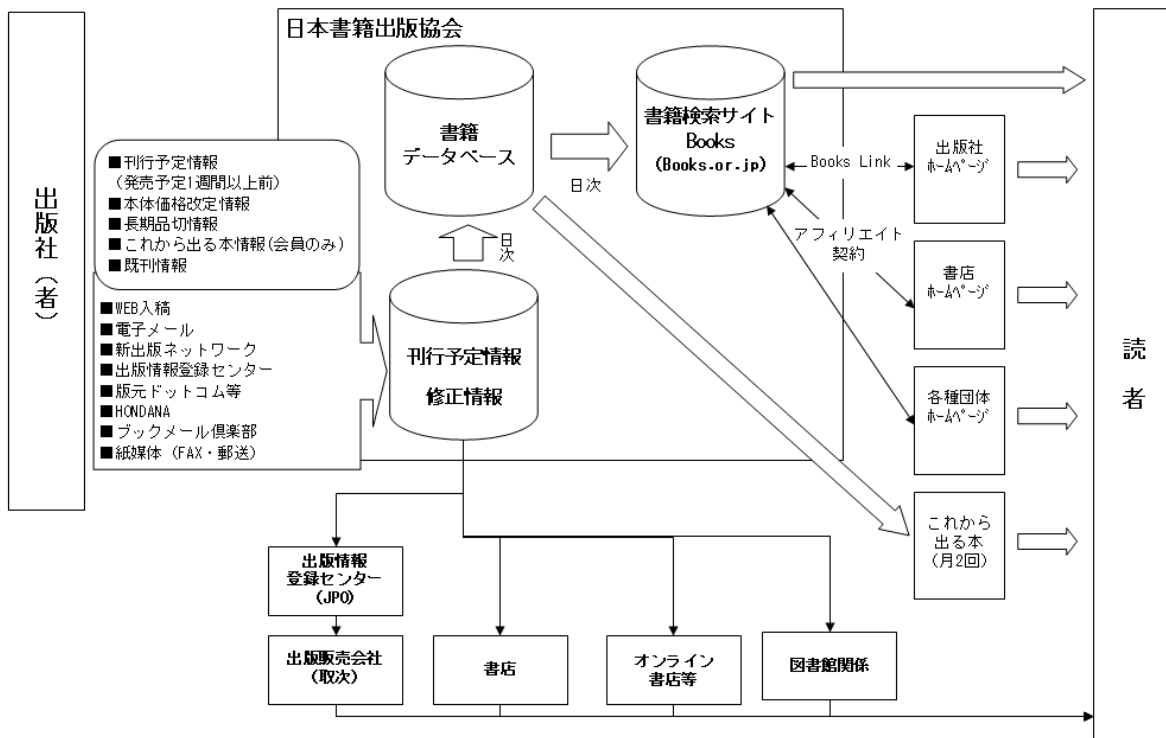 日本書籍出版協会
出版社（者）
■刊行予定情報
（発売予定1週間以上前）
■本体価格改定情報
■長期品切情報
■これから出る本情報(会員のみ)
■既刊情報
■WEB入稿
■電子メール
■新出版ネットワーク
■出版情報登録センター
■版元ドットコム等
■HONDANA
■ブックメール倶楽部
■紙媒体（FAX・郵送）
書籍
データベース
日次
刊行予定情報
修正情報
日次
書籍検索サイト
Books
(Books.or.jp)
Books Link
アフィリエイト
契約
出版社
ﾎｰﾑﾍﾟｰｼﾞ
書店
ﾎｰﾑﾍﾟｰｼﾞ
各種団体
ﾎｰﾑﾍﾟｰｼﾞ
これから
出る本
(月2回)
読者
出版情報
登録センター
(JPO)
出版販売会社
(取次)
書店
オンライン
書店等
図書館関係